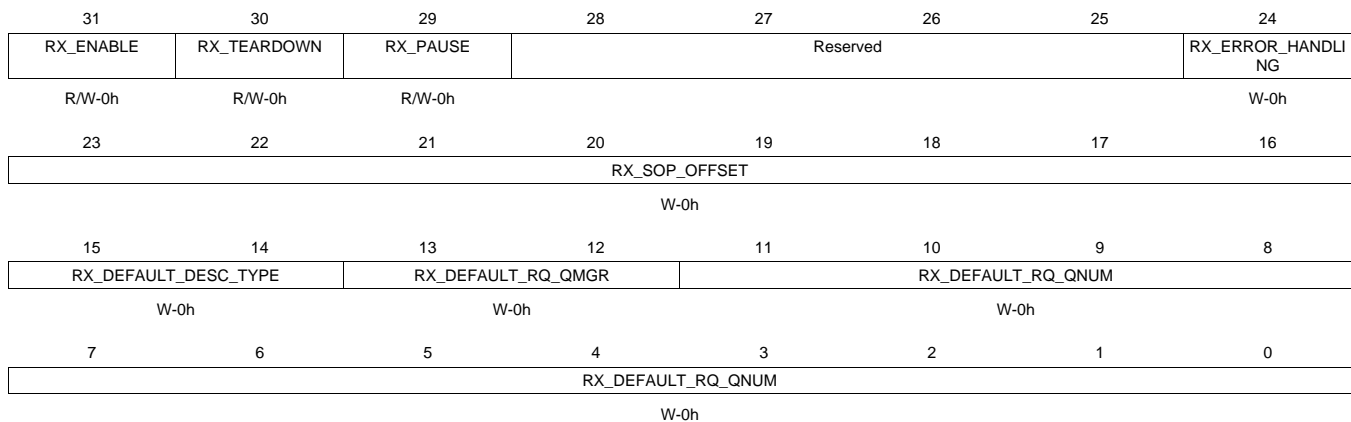 31 30 29 28 27 26 25 24
RX_ENABLE RX_TEARDOWN RX_PAUSE Reserved RX_ERROR_HANDLI
NG
R/W-0h R/W-0h R/W-0h W-0h
23 22 21 20 19 18 17 16
RX_SOP_OFFSET
W-0h
15 14 13 12 11 10 9 8
RX_DEFAULT_DESC_TYPE RX_DEFAULT_RQ_QMGR RX_DEFAULT_RQ_QNUM
W-0h W-0h W-0h
7 6 5 4 3 2 1 0
RX_DEFAULT_RQ_QNUM
W-0h